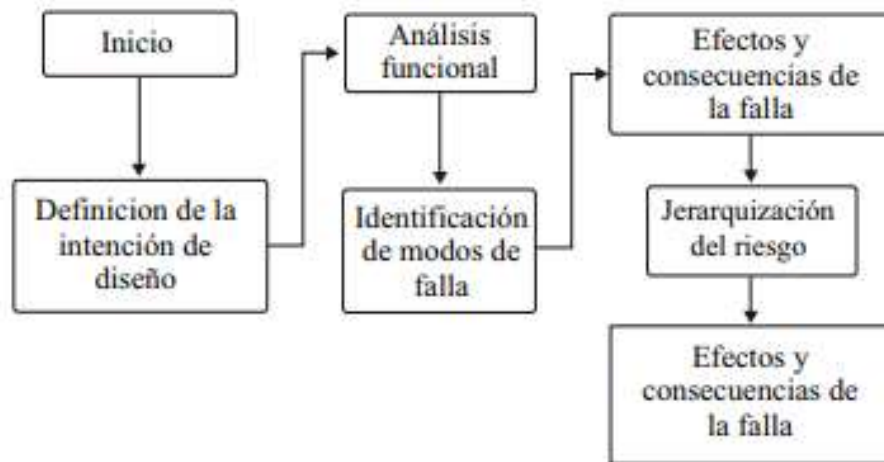 Inicio
Definicion de la
intención de
diseño
Análisis
funcional
Identificación
de modos de
falla
Efectos y
consecuencias de
la falla
Jerarquización
del riesgo
Efectos y
consecuencias de
la falla